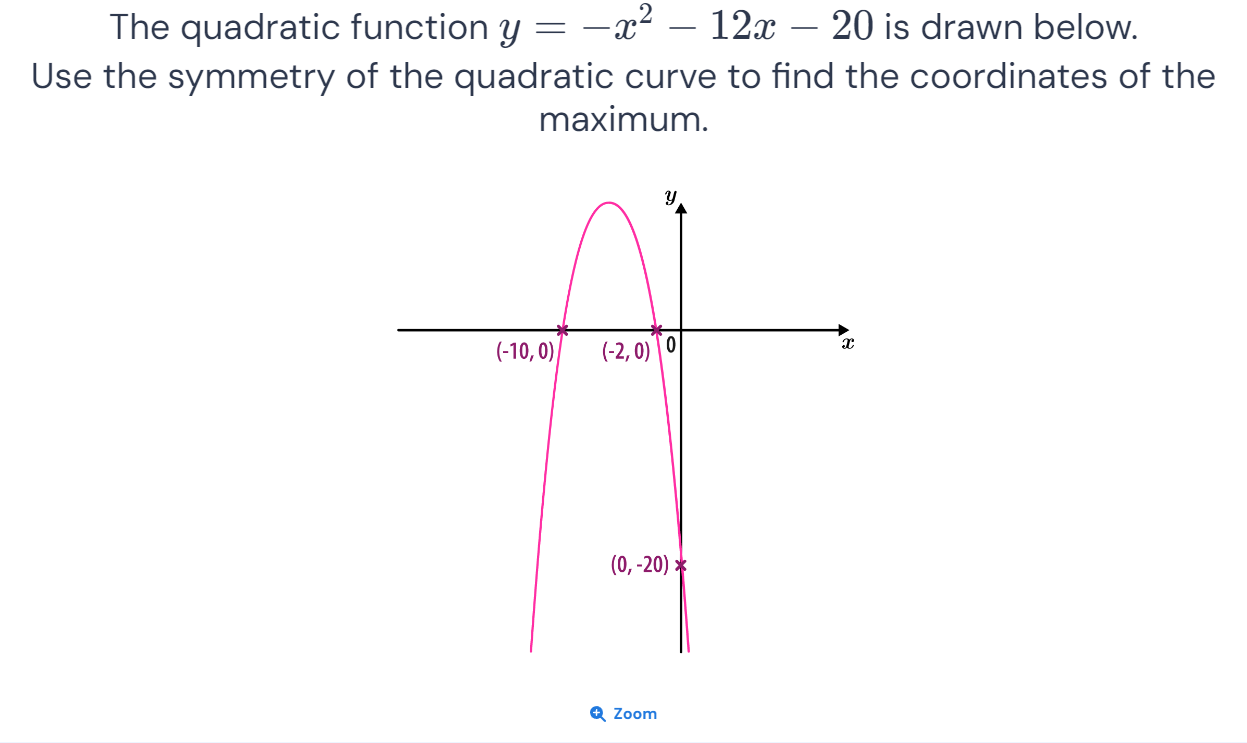 The quadratic function y = −x² − 12x − 20 is drawn below.
Use the symmetry of the quadratic curve to find the coordinates of the
maximum.
y
(-10, 0)
(-2, 0)
0
x
(0, -20)
Zoom